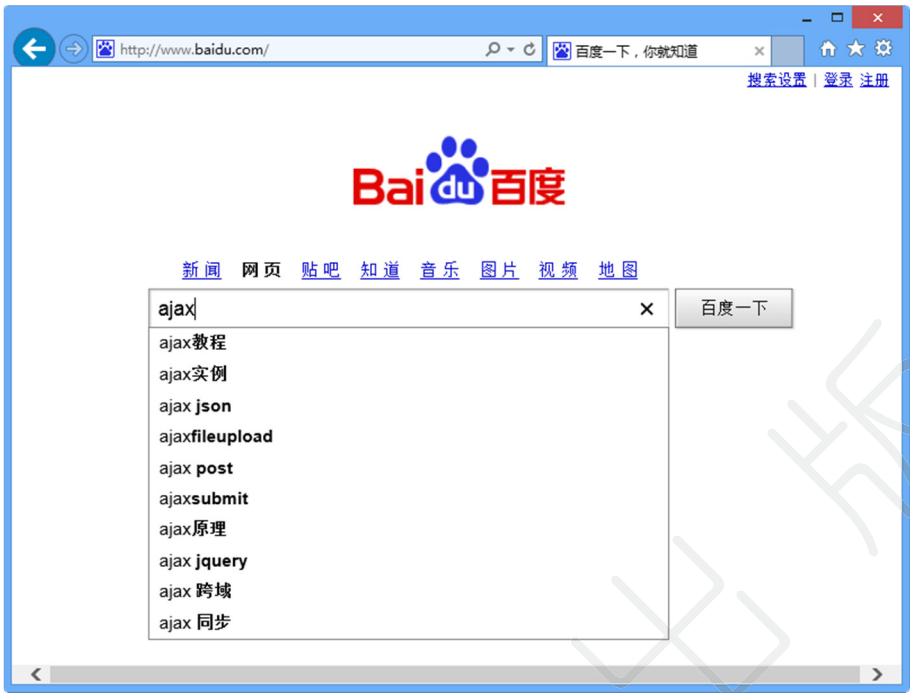 http://www.baidu.com/
百度一下，你就知道
搜索设置 | 登录 注册
Bai du 百度
新闻 网页 贴吧 知道 音乐 图片 视频 地图
ajax
百度一下
ajax教程
ajax实例
ajax json
ajaxfileupload
ajax post
ajaxsubmit
ajax原理
ajax jquery
ajax 跨域
ajax 同步
出版